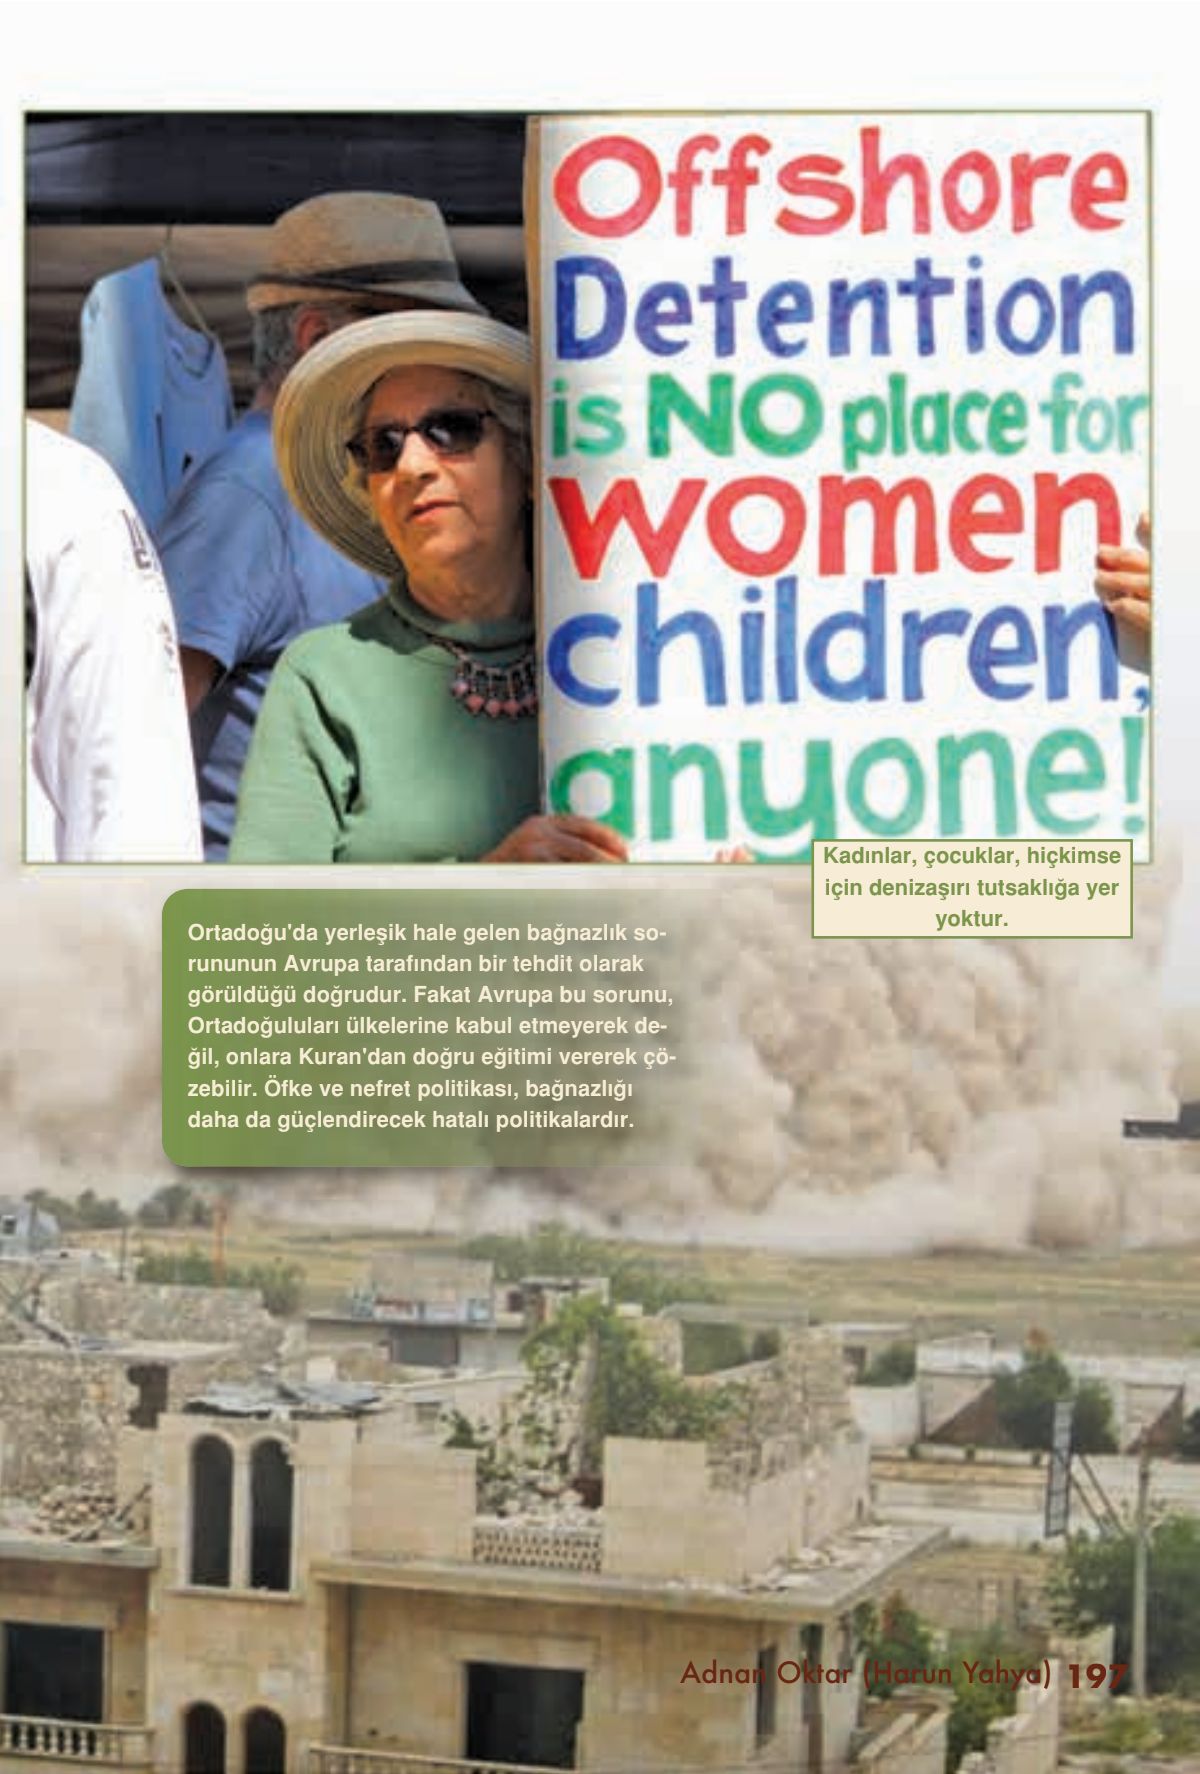 Offshore
Detention
is NO place for
women
children,
anyone!
Kadınlar, çocuklar, hiçkimse
için denizaşırı tutsaklığa yer
yoktur.
Ortadoğu'da yerleşik hale gelen bağnazlık so-
rununun Avrupa tarafından bir tehdit olarak
görüldüğü doğrudur. Fakat Avrupa bu sorunu,
Ortadoğuluları ülkelerine kabul etmeyerek de-
ğil, onlara Kuran'dan doğru eğitimi vererek çö-
zebilir. Öfke ve nefret politikası, bağnazlığı
daha da güçlendirecek hatalı politikalardır.
Adnan Oktar (Harun Yahya) 197